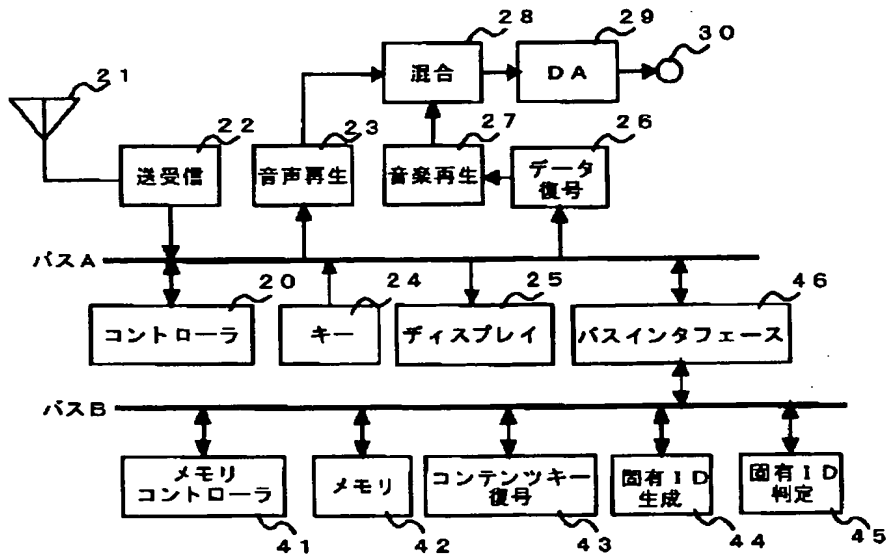 28
29
30
21
混合
DA
22
23
27
26
送受信
音声再生
音楽再生
データ
復号
バスA
20
24
25
46
コントローラ
キー
ディスプレイ
バスインタフェース
バスB
メモリ
コントローラ
メモリ
コンテンツキー
復号
固有ID
生成
固有ID
判定
41
42
43
44
45